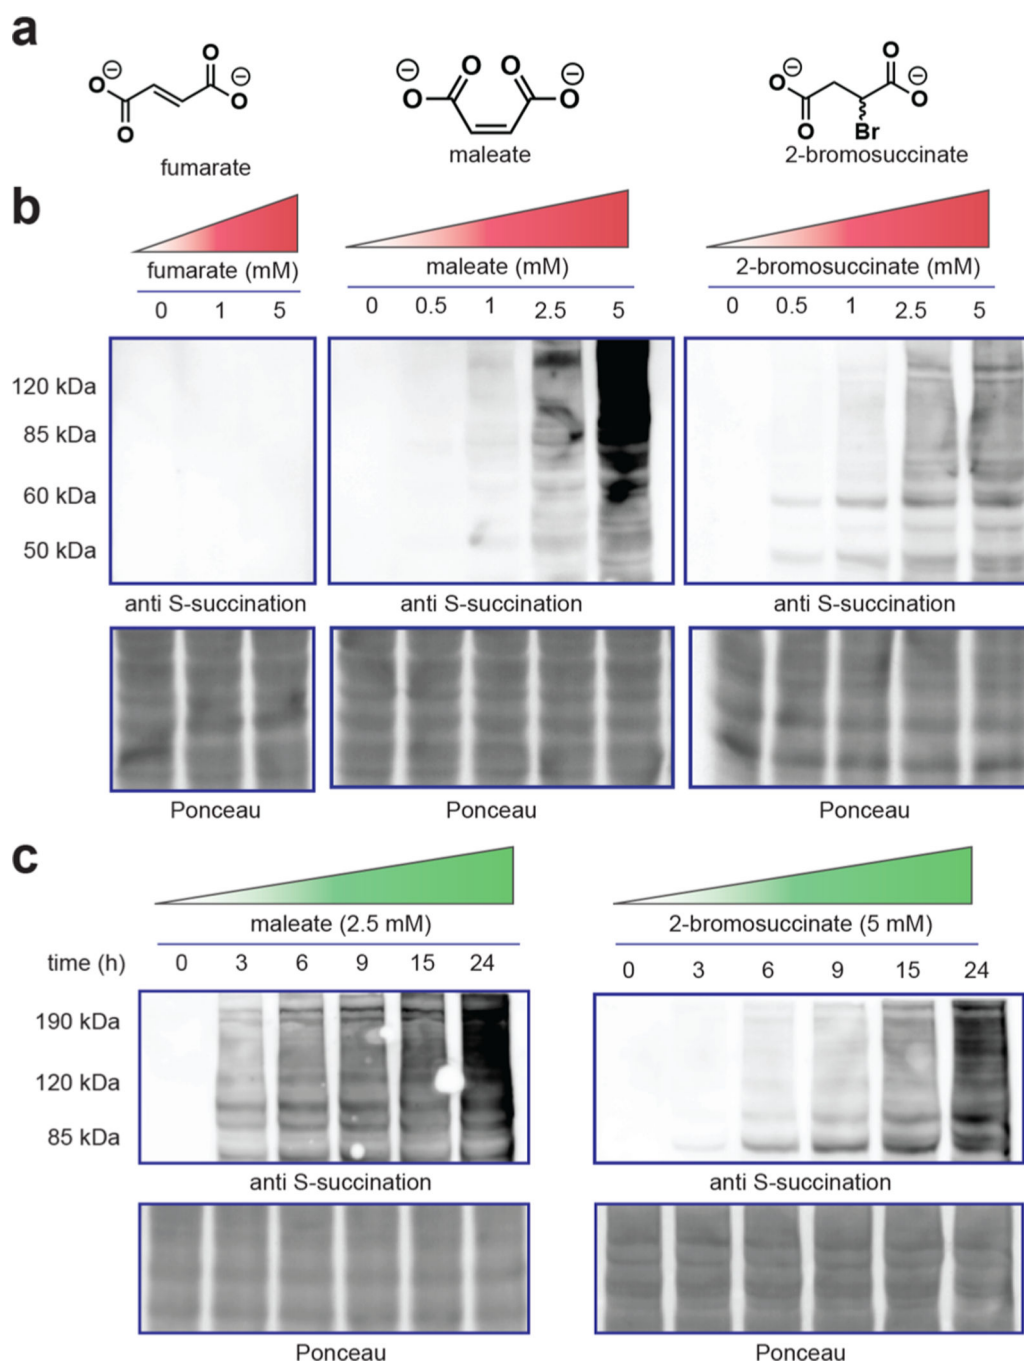 a
O⊖ O O ⊖O
fumarate
⊖O O O O⊖
maleate
O⊖ O Br O O⊖
2-bromosuccinate
b
fumarate (mM)
maleate (mM)
2-bromosuccinate (mM)
0 1 5
0 0.5 1 2.5 5
0 0.5 1 2.5 5
120 kDa
85 kDa
60 kDa
50 kDa
anti S-succination
anti S-succination
anti S-succination
Ponceau
Ponceau
Ponceau
c
maleate (2.5 mM)
2-bromosuccinate (5 mM)
time (h) 0 3 6 9 15 24
0 3 6 9 15 24
190 kDa
120 kDa
85 kDa
anti S-succination
anti S-succination
Ponceau
Ponceau